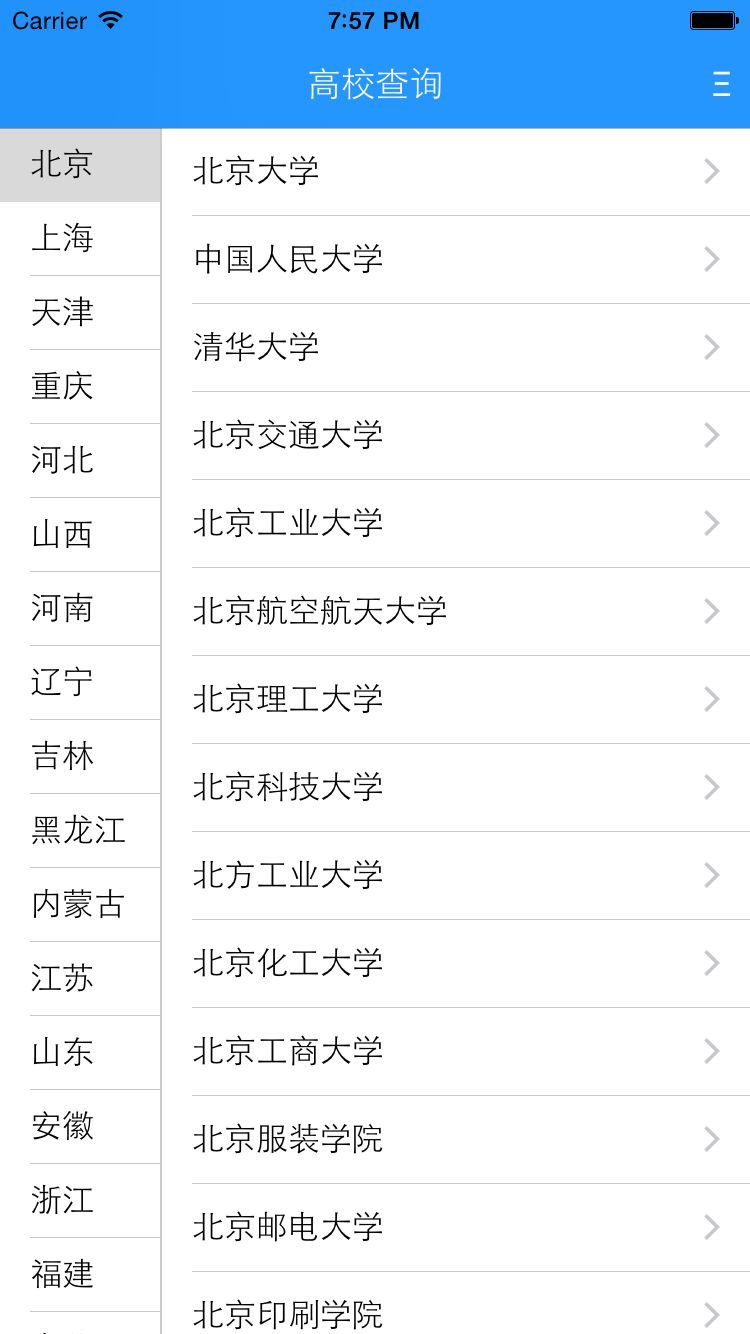 Carrier 7:57 PM
高校查询
北京
上海
天津
重庆
河北
山西
河南
辽宁
吉林
黑龙江
内蒙古
江苏
山东
安徽
浙江
福建
北京大学
中国人民大学
清华大学
北京交通大学
北京工业大学
北京航空航天大学
北京理工大学
北京科技大学
北方工业大学
北京化工大学
北京工商大学
北京服装学院
北京邮电大学
北京印刷学院